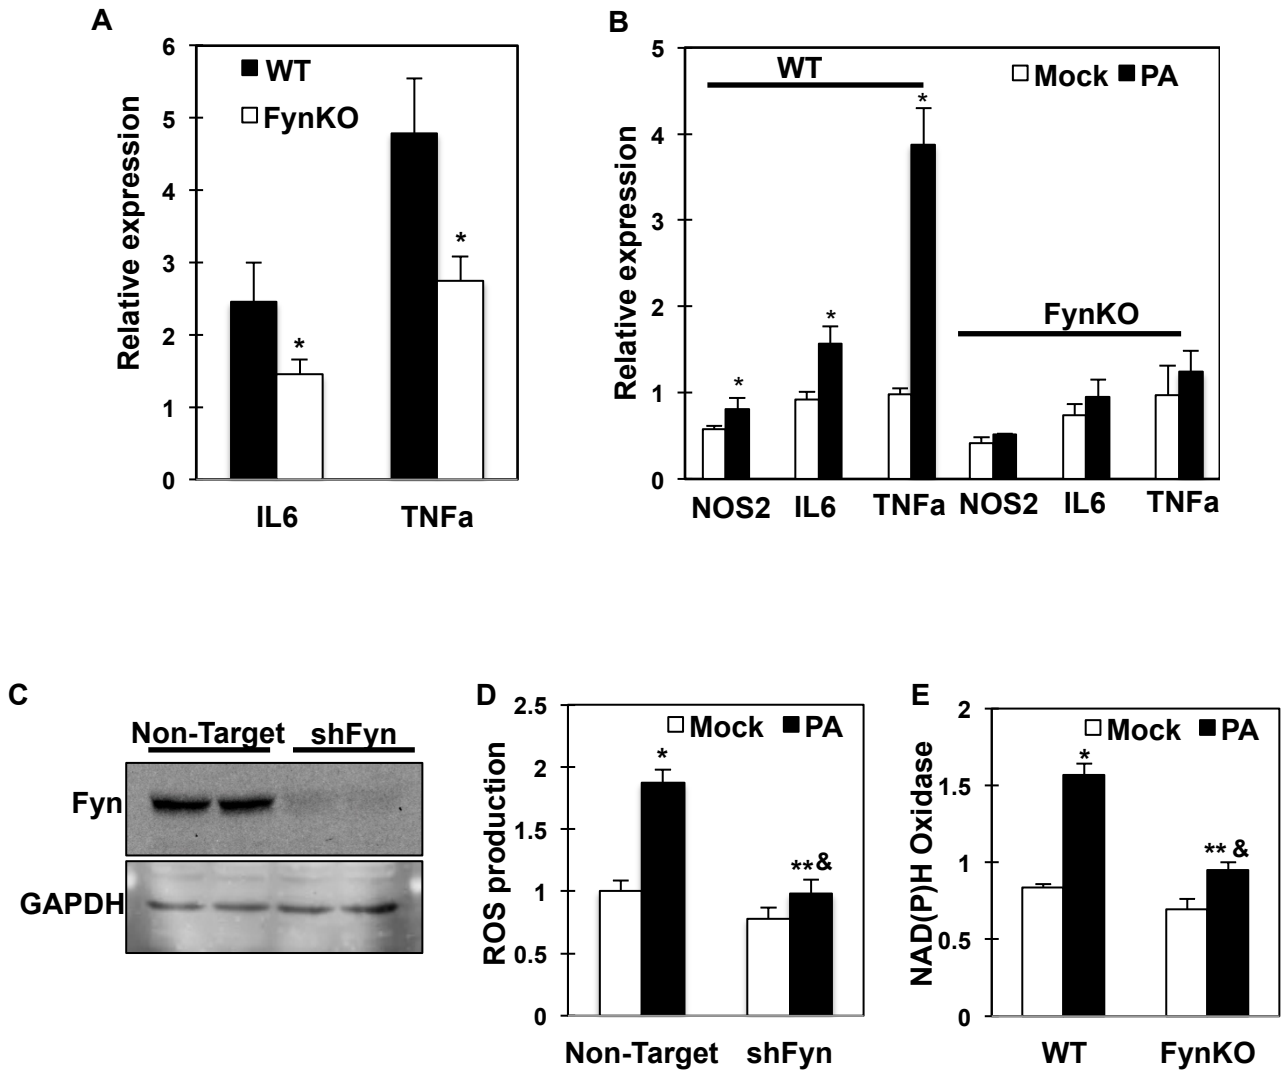 A
6
5
4
3
2
1
0
Relative expression
WT
FynKO
*
*
IL6
TNFa
B
5
4
3
2
1
0
Relative expression
WT
Mock
PA
*
*
*
FynKO
NOS2
IL6
TNFa
NOS2
IL6
TNFa
C
Non-Target
shFyn
Fyn
GAPDH
D
2.5
2
1.5
1
0.5
0
ROS production
Mock
PA
*
**&
Non-Target
shFyn
E
2
1.5
1
0.5
0
NAD(P)H Oxidase
Mock
PA
*
** &
WT
FynKO